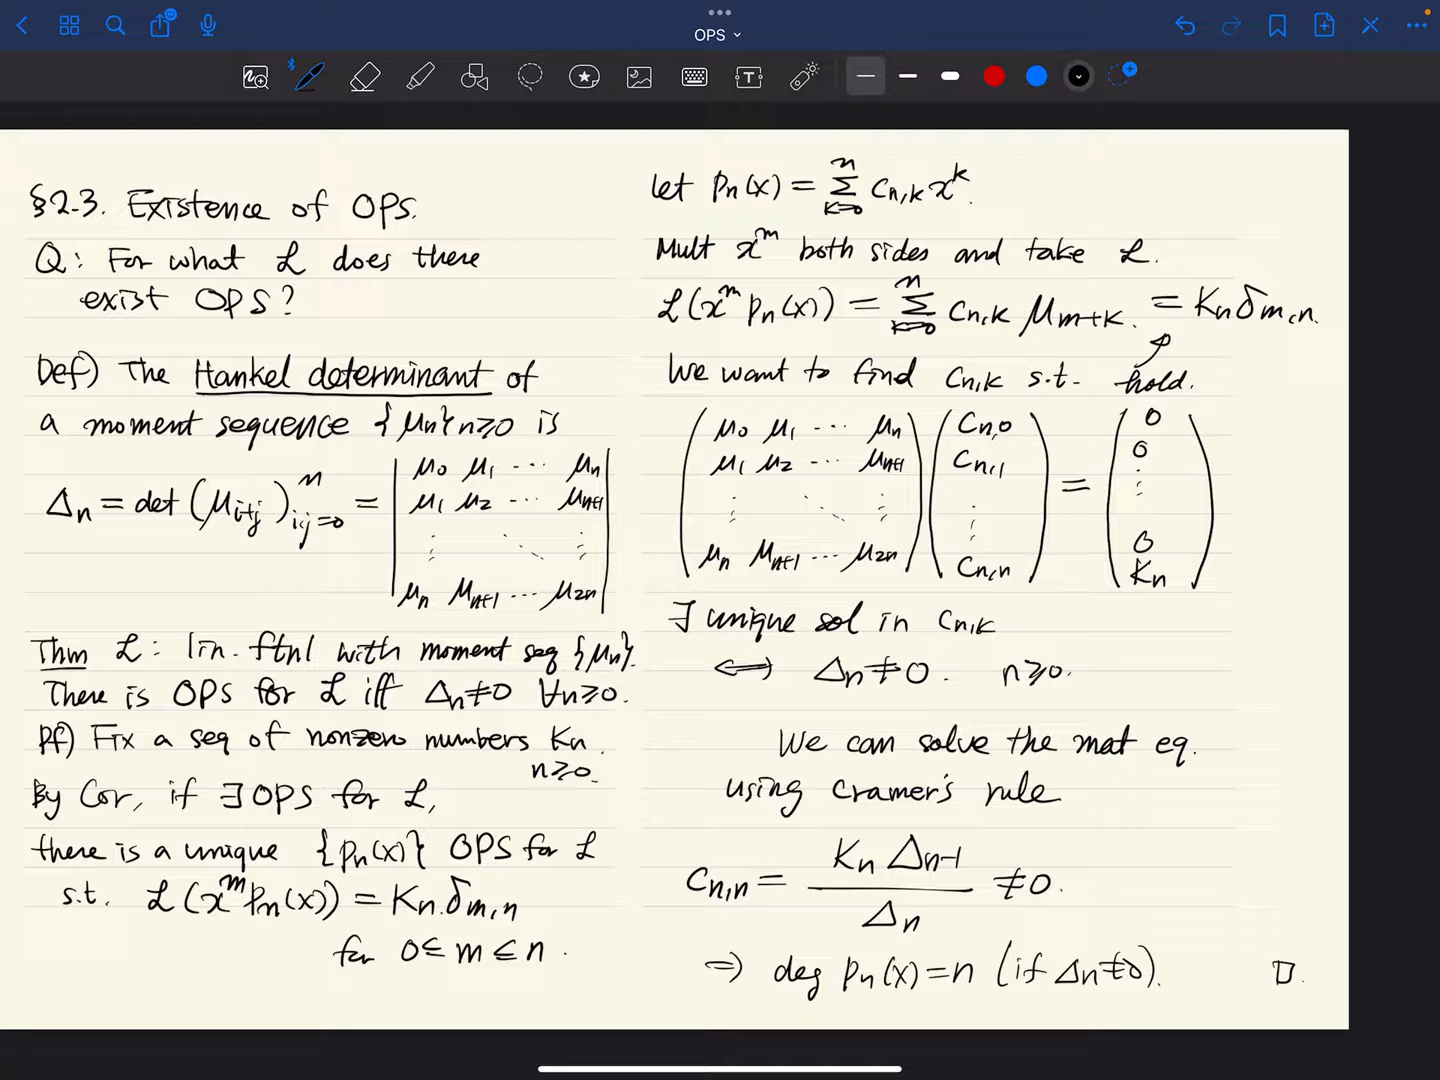 OPS
§2.3. Existence of OPS.
Q: For what ℒ does there
exist OPS?
Def) The Hankel determinant of
a moment sequence {μn}n≥0 is
Δn = det (μi+j)ⁿi,j=0 = | μ0 μ1 ··· μn |
| μ1 μ2 ··· μn+1 |
| ⋮ ⋱ ⋮ |
| μn μn+1 ··· μ2n |
Thm ℒ: lin. ftnl with moment seq {μn}.
There is OPS for ℒ iff Δn≠0 ∀n≥0.
Pf) Fix a seq of nonzero numbers Kn.
n≥0.
By Cor, if ∃ OPS for ℒ,
there is a unique {pn(x)} OPS for ℒ
s.t. ℒ(x^m pn(x)) = Kn δm,n
for 0≤m≤n.
let pn(x) = Σ_{k=0}^{n} cn,k x^k.
Mult x^m both sides and take ℒ.
ℒ(x^m pn(x)) = Σ_{k=0}^{n} cn,k μm+k. = Kn δm,n.
We want to find cn,k s.t. hold.
( μ0 μ1 ··· μn ) ( cn,0 ) ( 0 )
( μ1 μ2 ··· μn+1 ) ( cn,1 ) = ( 0 )
( ⋮ ⋱ ⋮ ) ( ⋮ ) ( ⋮ 0 )
( μn μn+1 ··· μ2n ) ( cn,n ) ( Kn )
∃ unique sol in cn,k
⟺ Δn≠0. n≥0.
We can solve the mat eq.
using cramer's rule
cn,n = Kn Δn-1 / Δn ≠0.
⇒ deg pn(x)=n (if Δn≠0). □.